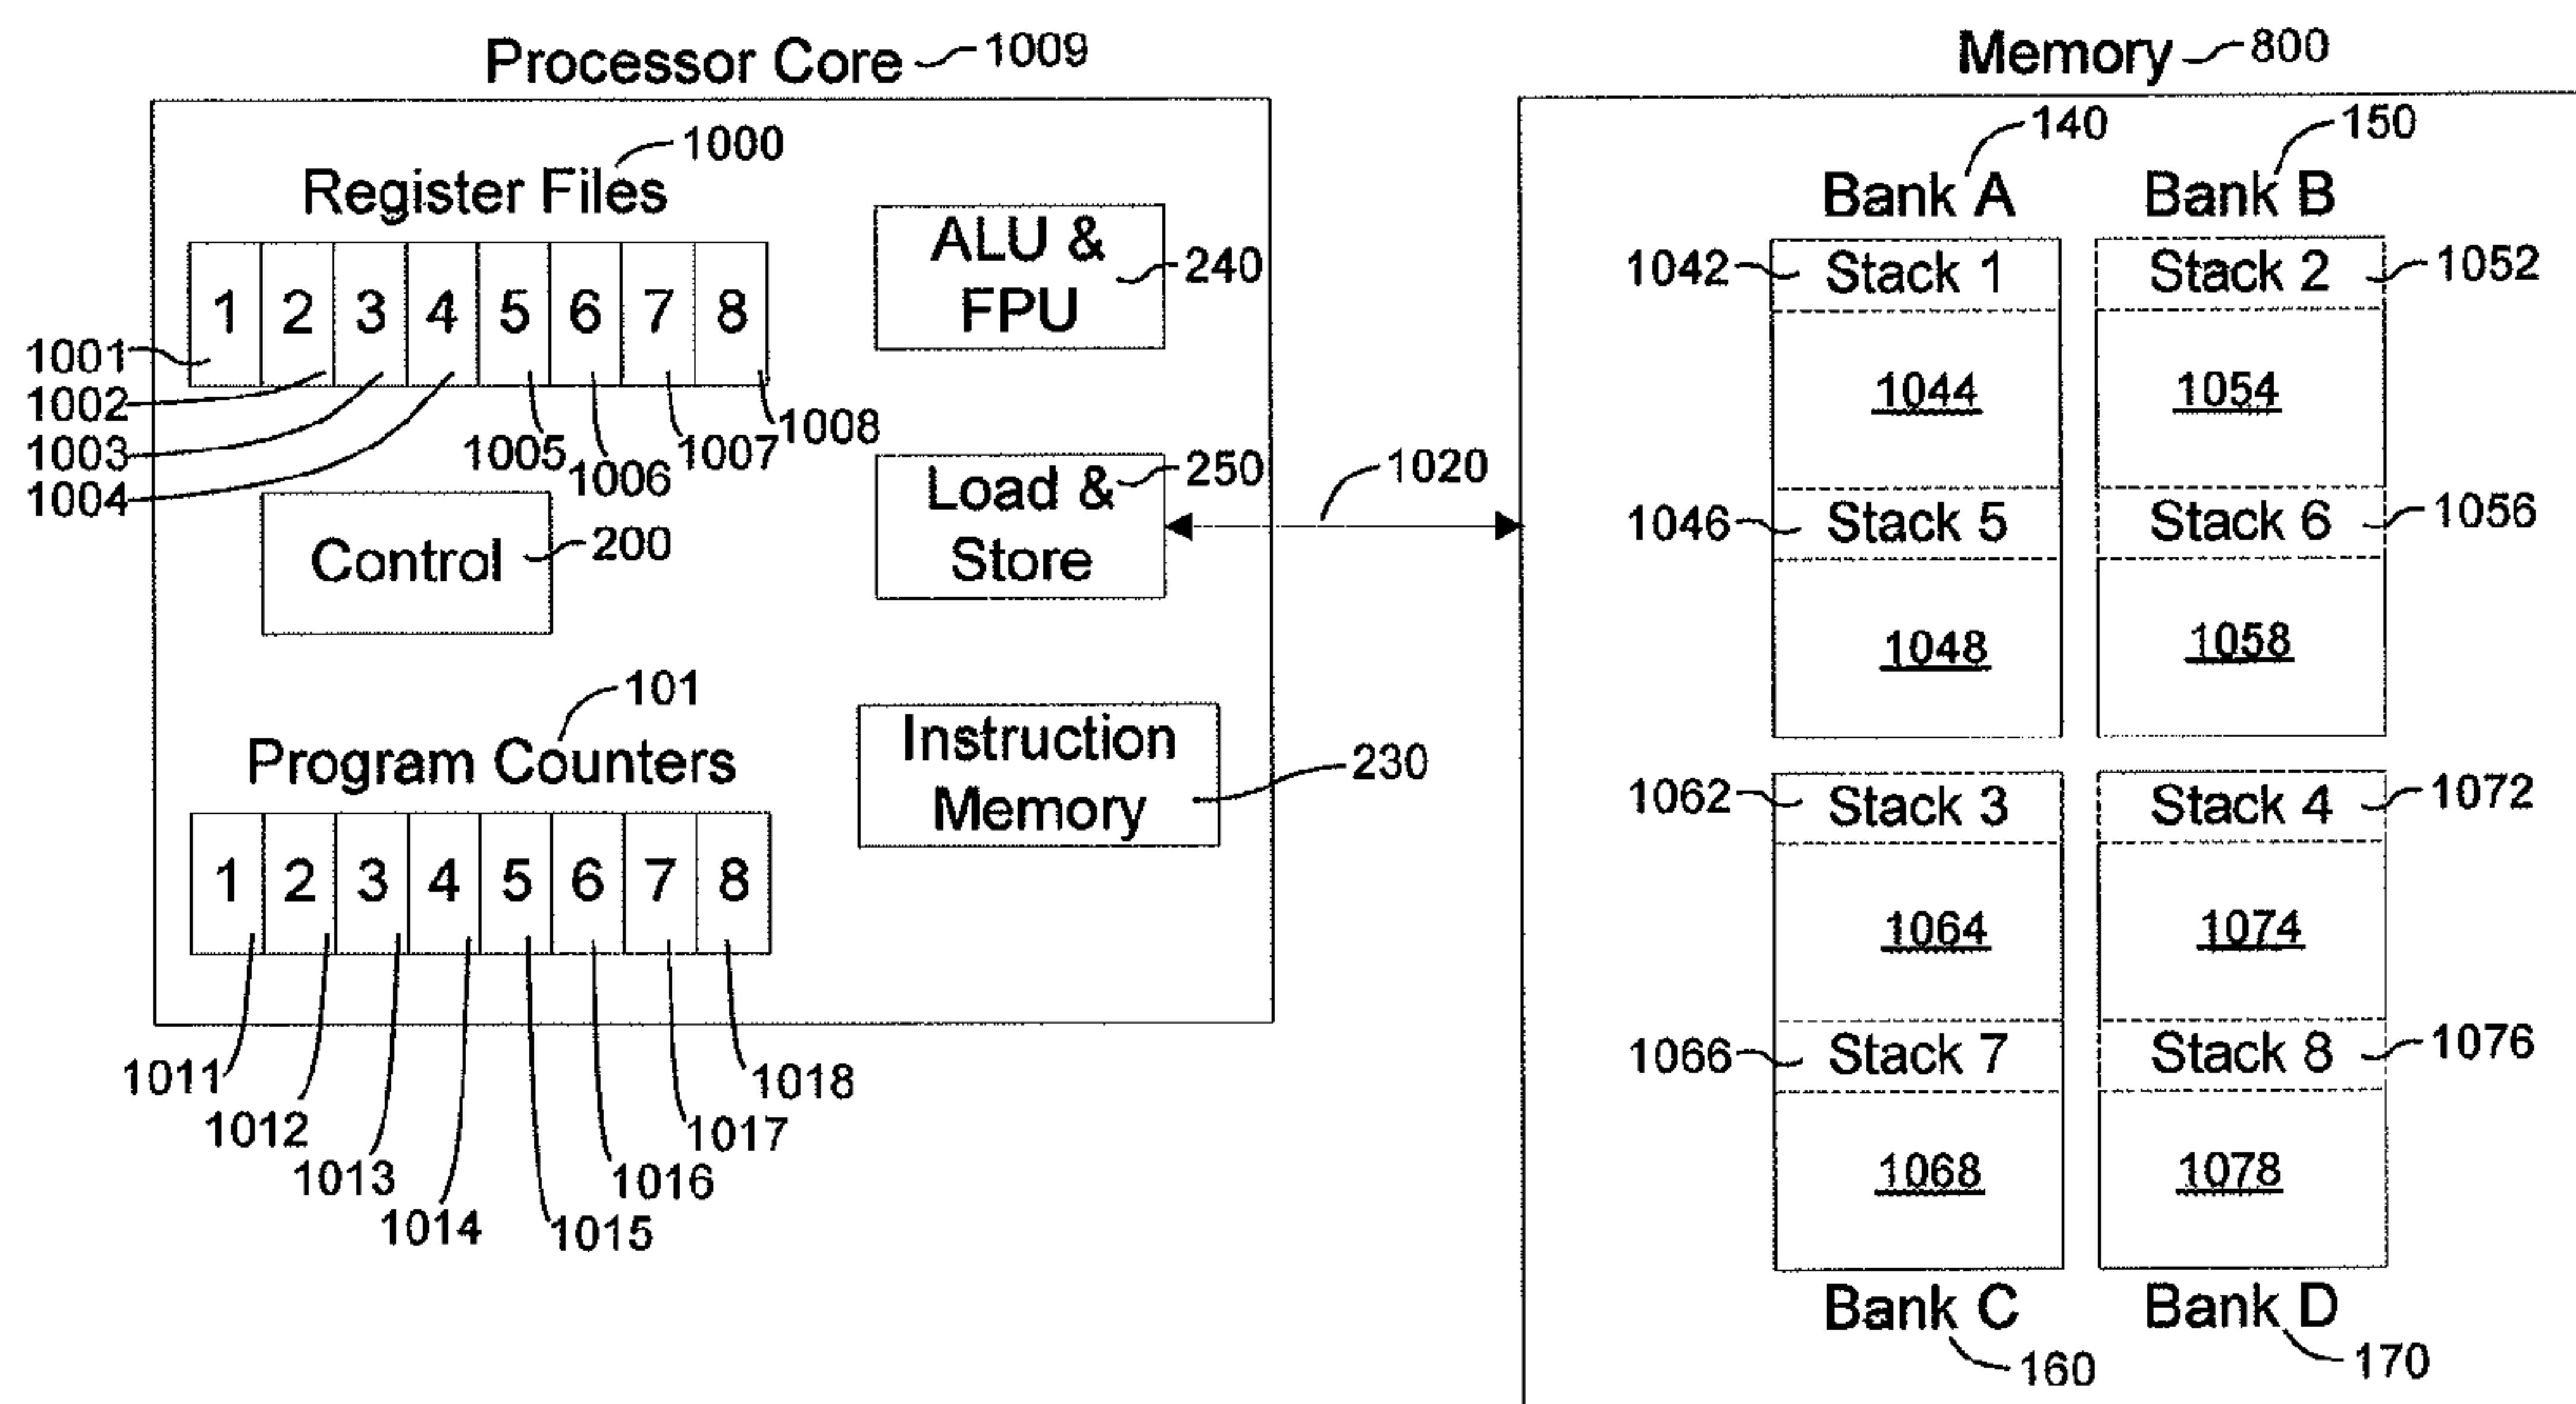 Processor Core 1009
Register Files 1000
1 2 3 4 5 6 7 8
1001
1002
1003
1004
1005
1006
1007
1008
ALU &
FPU
240
Control
200
Load &
Store
250
1020
Program Counters
101
1 2 3 4 5 6 7 8
1011
1012
1013
1014
1015
1016
1017
1018
Instruction
Memory
230
Memory 800
Bank A 140
1042 Stack 1
1044
1046 Stack 5
1048
Bank B 150
Stack 2 1052
1054
Stack 6 1056
1058
1062 Stack 3
1064
1066 Stack 7
1068
Bank C
160
Stack 4 1072
1074
Stack 8 1076
1078
Bank D
170